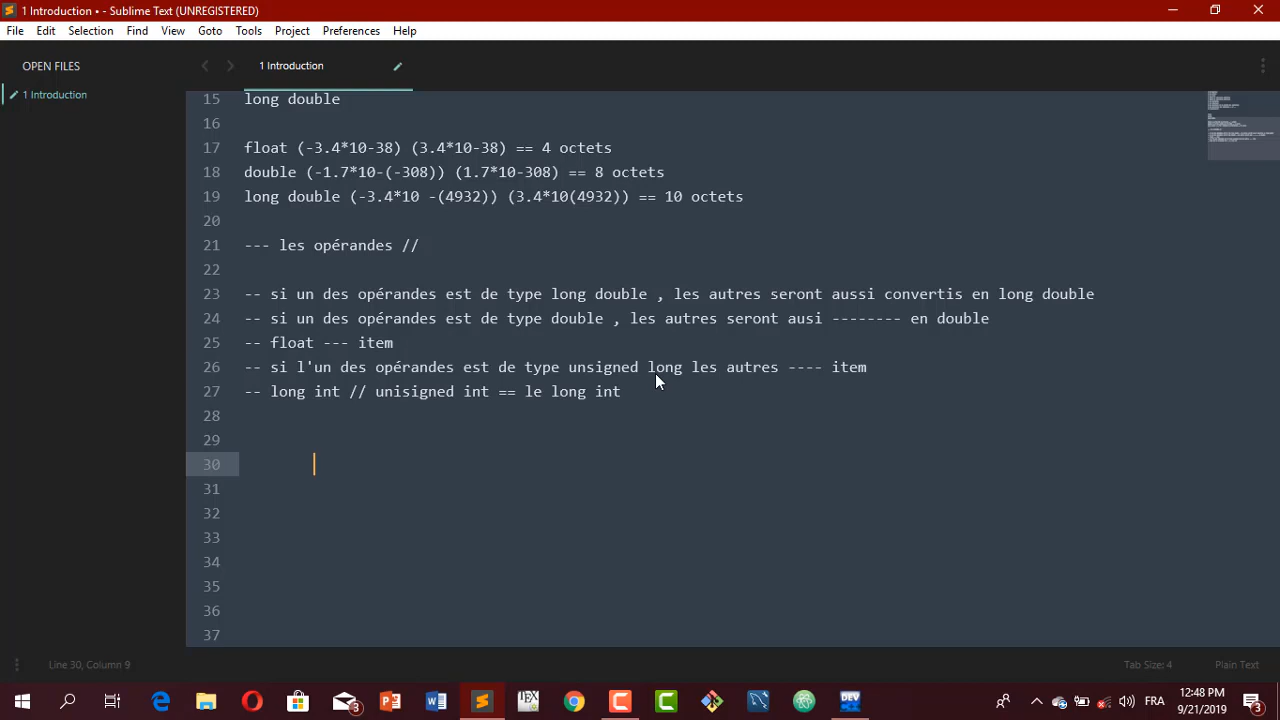 1 Introduction • - Sublime Text (UNREGISTERED)
File Edit Selection Find View Goto Tools Project Preferences Help
OPEN FILES
1 Introduction
1 Introduction
15 long double
16
17 float (-3.4*10-38) (3.4*10-38) == 4 octets
18 double (-1.7*10-(-308)) (1.7*10-308) == 8 octets
19 long double (-3.4*10 -(4932)) (3.4*10(4932)) == 10 octets
20
21 --- les opérandes //
22
23 -- si un des opérandes est de type long double , les autres seront aussi convertis en long double
24 -- si un des opérandes est de type double , les autres seront ausi -------- en double
25 -- float --- item
26 -- si l'un des opérandes est de type unsigned long les autres ---- item
27 -- long int // unisigned int == le long int
28
29
30
31
32
33
34
35
36
37
Line 30, Column 9
Tab Size: 4
Plain Text
3
DEV
FRA
12:48 PM
9/21/2019
3